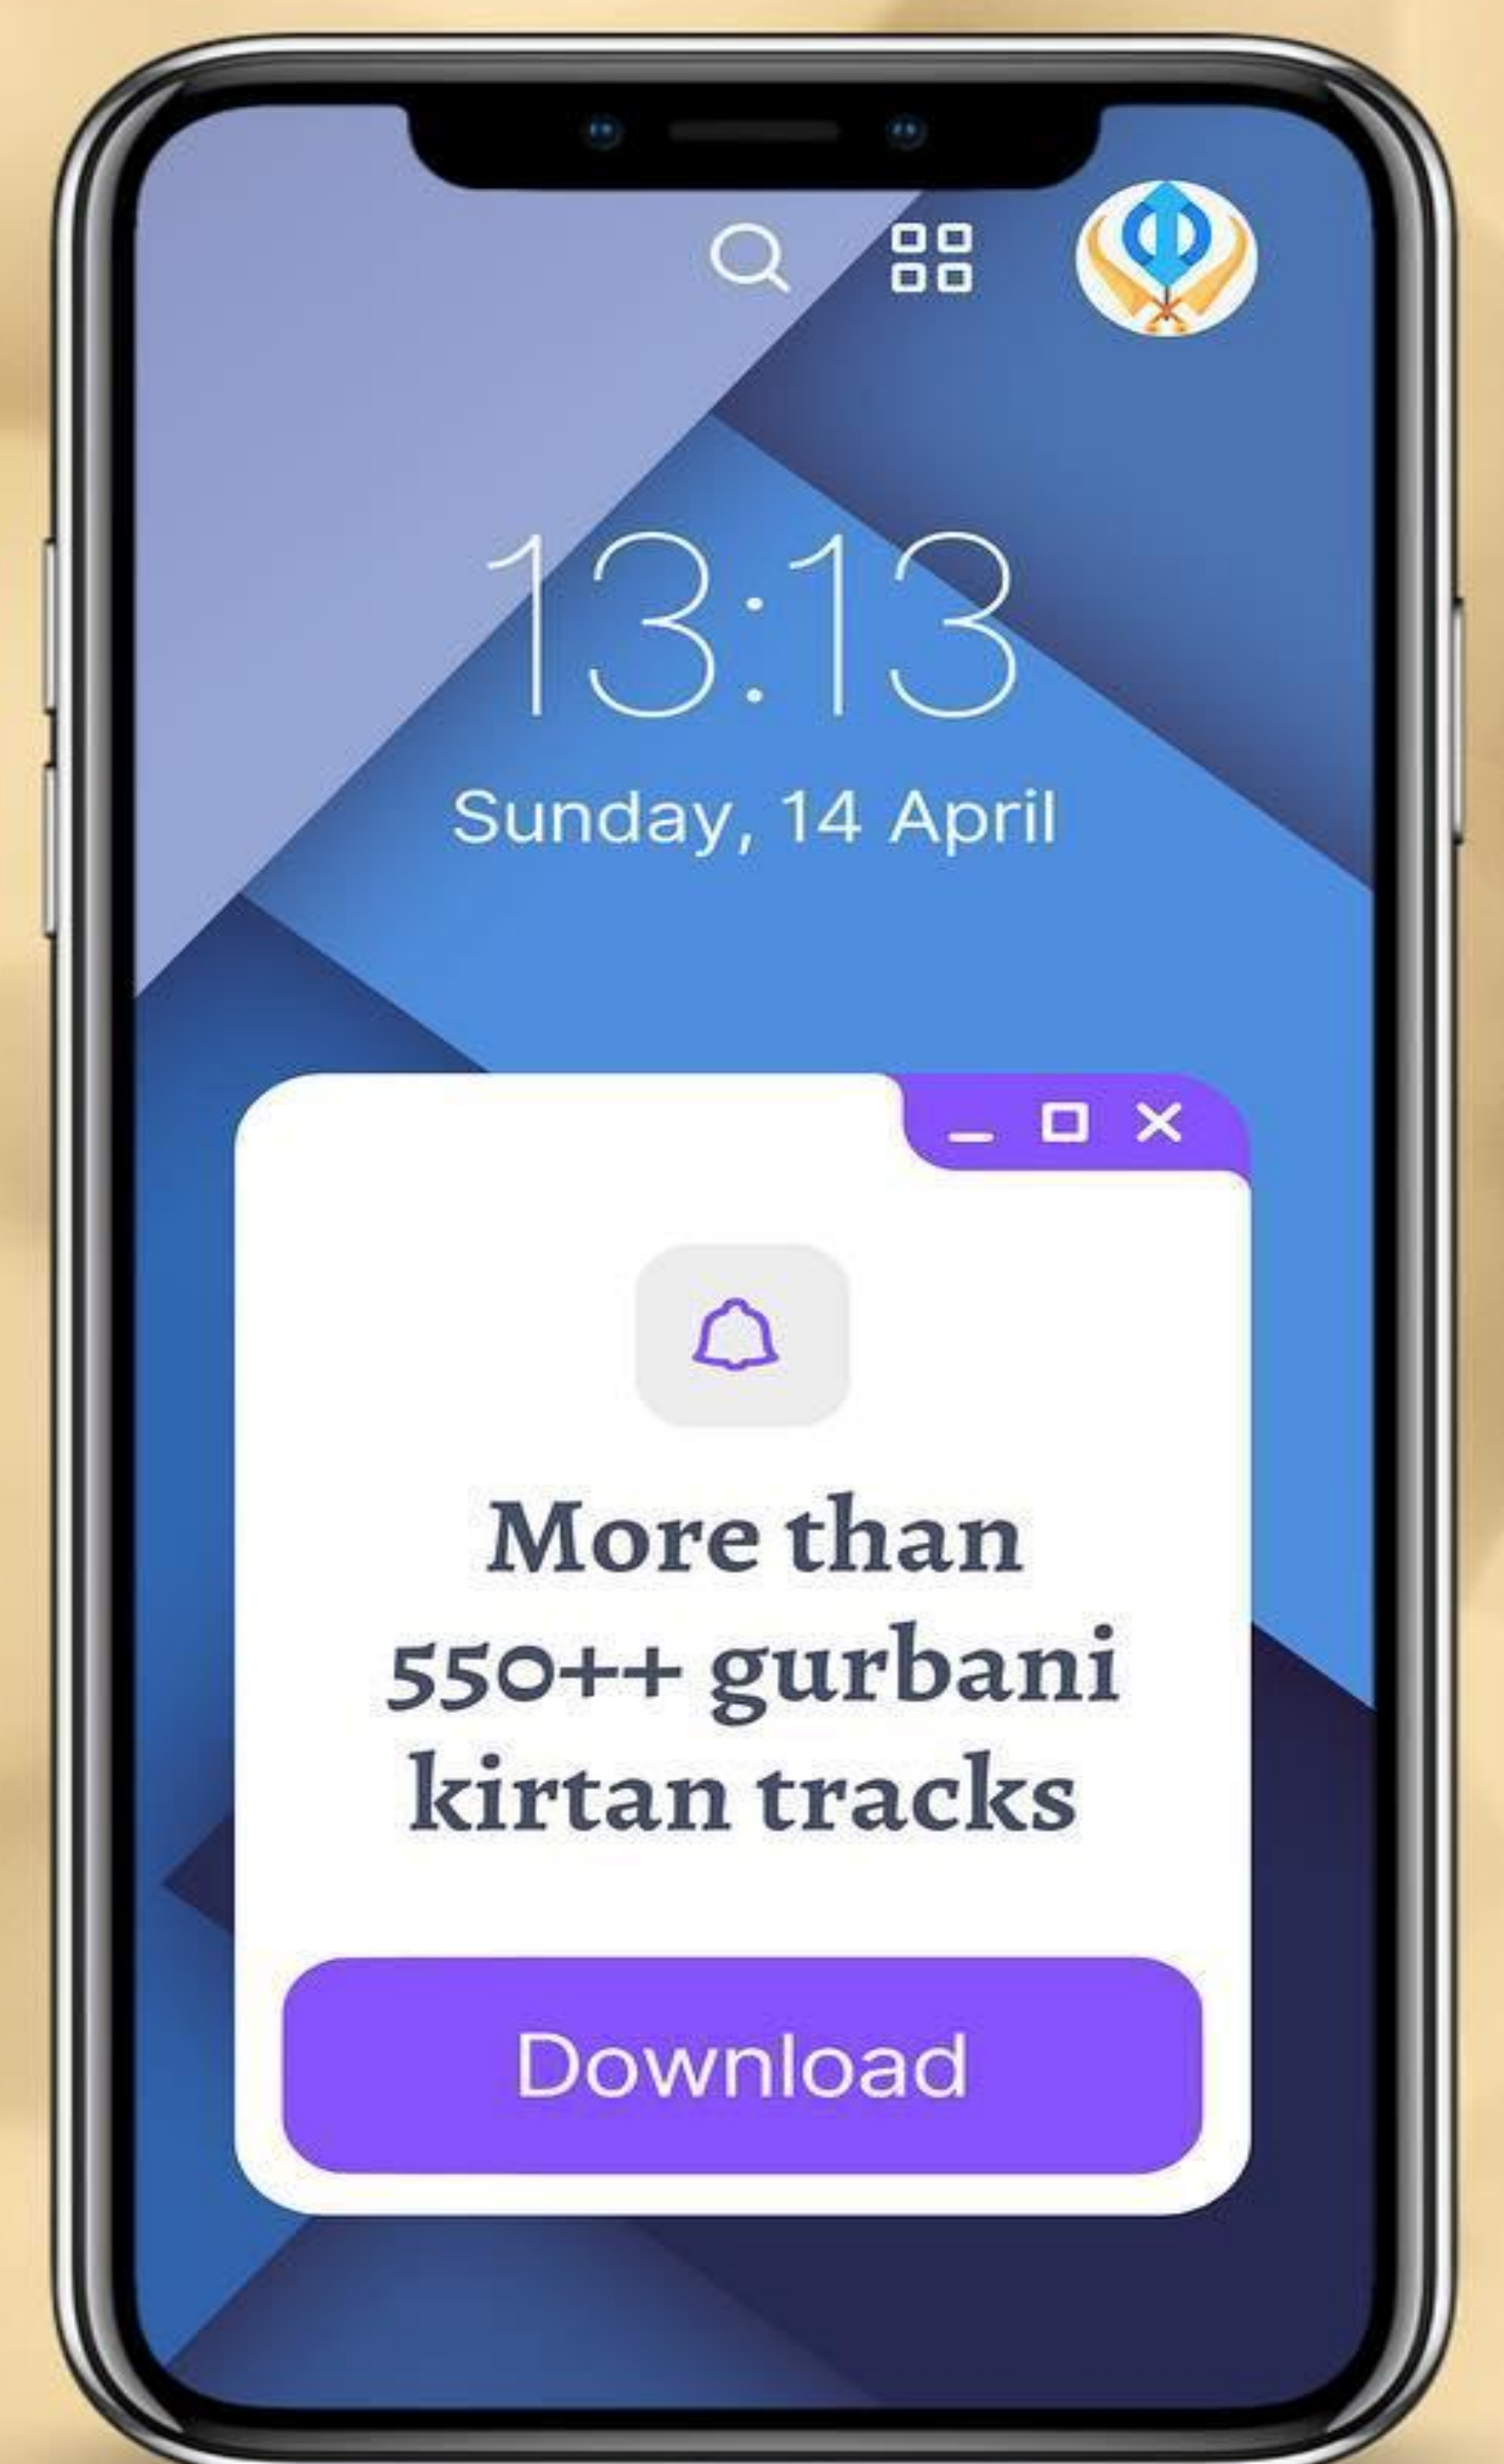 13:13
Sunday, 14 April
More than
550++ gurbani
kirtan tracks
Download